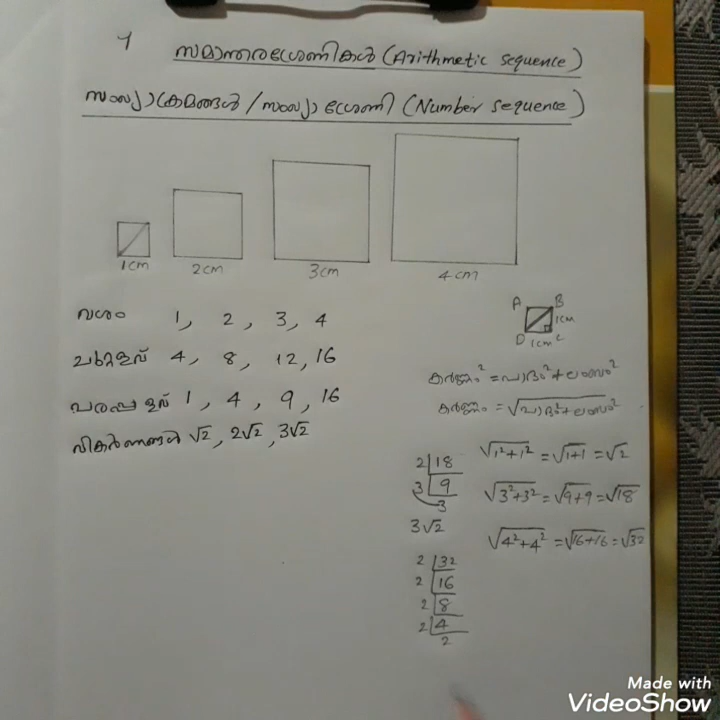 1
സമാന്തരശ്രേണികൾ (Arithmetic sequence)
സംഖ്യാക്രമങ്ങൾ / സംഖ്യാ ശ്രേണി (Number sequence)
1cm 2cm 3cm 4cm
വശം 1, 2, 3, 4
ചുറ്റളവ് 4, 8, 12, 16
പരപ്പളവ് 1, 4, 9, 16
വികർണങ്ങൾ √2, 2√2, 3√2
A B
1cm
D 1cm C
കർണ്ണം² = പാദം² + ലംബം²
കർണ്ണം = √പാദം² + ലംബം²
√1²+1² = √1+1 = √2
√3²+3² = √9+9 = √18
√4²+4² = √16+16 = √32
2 18
3 9
3
3√2
2 32
2 16
2 8
2 4
2
Made with
VideoShow